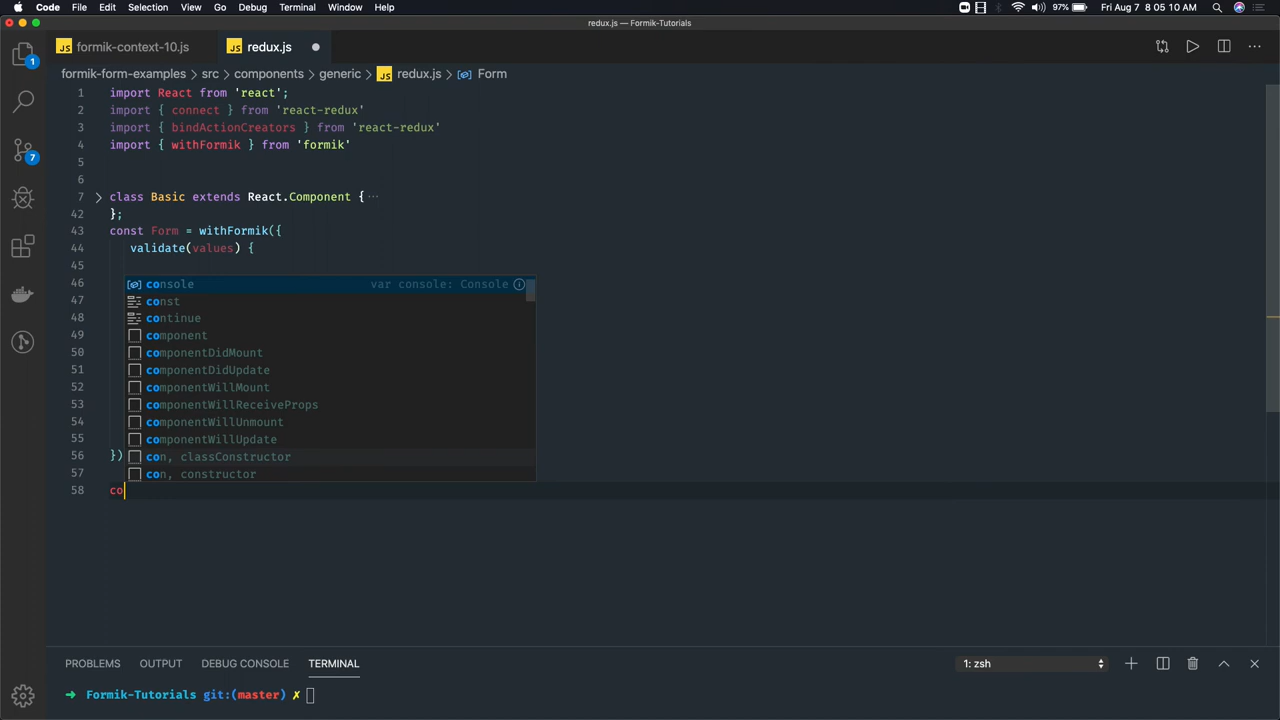 Code File Edit Selection View Go Debug Terminal Window Help 97% Fri Aug 7 8 05 10 AM
redux.js — Formik-Tutorials
JS formik-context-10.js JS redux.js
formik-form-examples > src > components > generic > JS redux.js > Form
1 import React from 'react';
2 import { connect } from 'react-redux'
3 import { bindActionCreators } from 'react-redux'
4 import { withFormik } from 'formik'
5
6
7 class Basic extends React.Component { ...
42 };
43 const Form = withFormik({
44 validate(values) {
45
46 console var console: Console
47 const
48 continue
49 component
50 componentDidMount
51 componentDidUpdate
52 componentWillMount
53 componentWillReceiveProps
54 componentWillUnmount
55 componentWillUpdate
56 }) con, classConstructor
57 con, constructor
58 co
1
7
PROBLEMS OUTPUT DEBUG CONSOLE TERMINAL 1: zsh
→ Formik-Tutorials git:(master) ✗